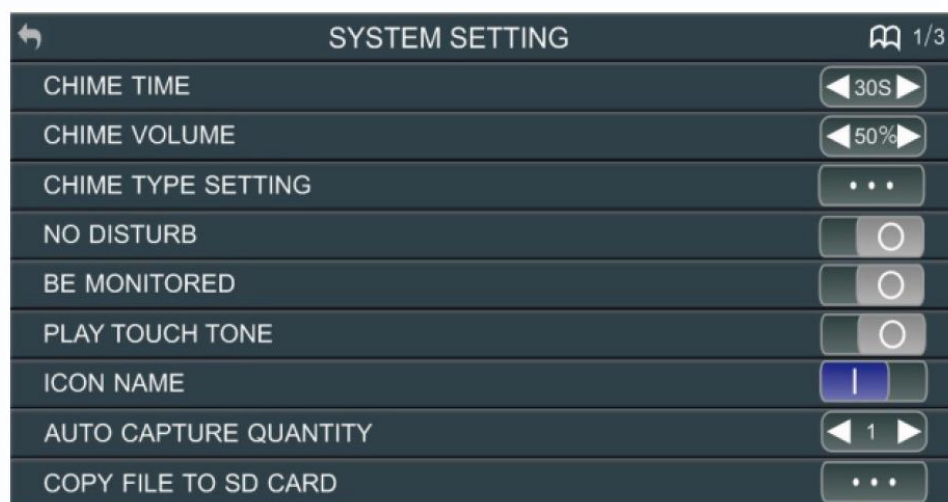 SYSTEM SETTING 1/3
CHIME TIME 30S
CHIME VOLUME 50%
CHIME TYPE SETTING ...
NO DISTURB
BE MONITORED
PLAY TOUCH TONE
ICON NAME
AUTO CAPTURE QUANTITY 1
COPY FILE TO SD CARD ...